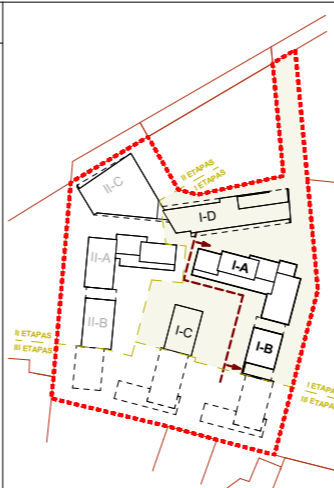 II ETAPAS
I ETAPAS
II-C
I-D
II-A
I-A
II-B
I-C
I-B
II ETAPAS
III ETAPAS
I ETAPAS
III ETAPAS